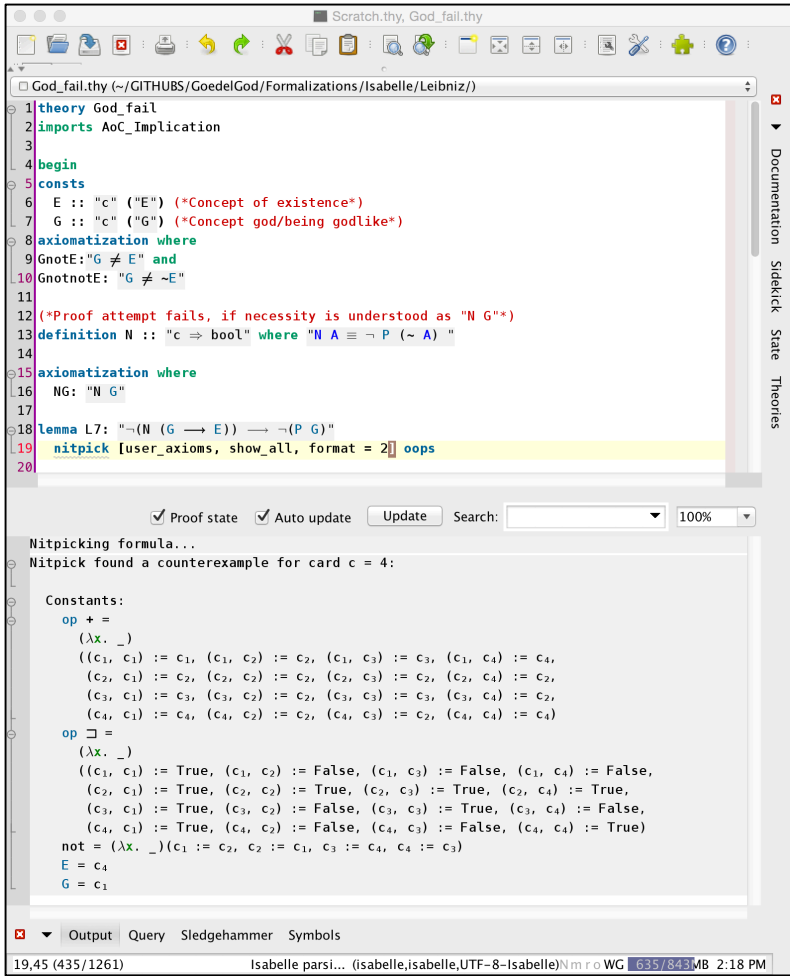 Scratch.thy, God_fail.thy
God_fail.thy (~/GITHUBS/GoedelGod/Formalizations/Isabelle/Leibniz/)
1 theory God_fail
2 imports AoC_Implication
3
4 begin
5 consts
6 E :: "c" ("E") (*Concept of existence*)
7 G :: "c" ("G") (*Concept god/being godlike*)
8 axiomatization where
9 GnotE:"G ≠ E" and
10 GnotnotE: "G ≠ ~E"
11
12 (*Proof attempt fails, if necessity is understood as "N G"*)
13 definition N :: "c ⇒ bool" where "N A ≡ ¬ P (~ A) "
14
15 axiomatization where
16 NG: "N G"
17
18 lemma L7: "¬(N (G ⟶ E)) ⟶ ¬(P G)"
19 nitpick [user_axioms, show_all, format = 2] oops
20
Documentation
Sidekick
State
Theories
Proof state Auto update Update Search: 100%
Nitpicking formula...
Nitpick found a counterexample for card c = 4:
Constants:
op + =
(λx. _)
((c₁, c₁) := c₁, (c₁, c₂) := c₂, (c₁, c₃) := c₃, (c₁, c₄) := c₄,
(c₂, c₁) := c₂, (c₂, c₂) := c₂, (c₂, c₃) := c₂, (c₂, c₄) := c₂,
(c₃, c₁) := c₃, (c₃, c₂) := c₂, (c₃, c₃) := c₃, (c₃, c₄) := c₂,
(c₄, c₁) := c₄, (c₄, c₂) := c₂, (c₄, c₃) := c₂, (c₄, c₄) := c₄)
op ⊐ =
(λx. _)
((c₁, c₁) := True, (c₁, c₂) := False, (c₁, c₃) := False, (c₁, c₄) := False,
(c₂, c₁) := True, (c₂, c₂) := True, (c₂, c₃) := True, (c₂, c₄) := True,
(c₃, c₁) := True, (c₃, c₂) := False, (c₃, c₃) := True, (c₃, c₄) := False,
(c₄, c₁) := True, (c₄, c₂) := False, (c₄, c₃) := False, (c₄, c₄) := True)
not = (λx. _)(c₁ := c₂, c₂ := c₁, c₃ := c₄, c₄ := c₃)
E = c₄
G = c₁
Output Query Sledgehammer Symbols
19,45 (435/1261) Isabelle parsi... (isabelle,isabelle,UTF-8-Isabelle)N m r o WG 635/843MB 2:18 PM